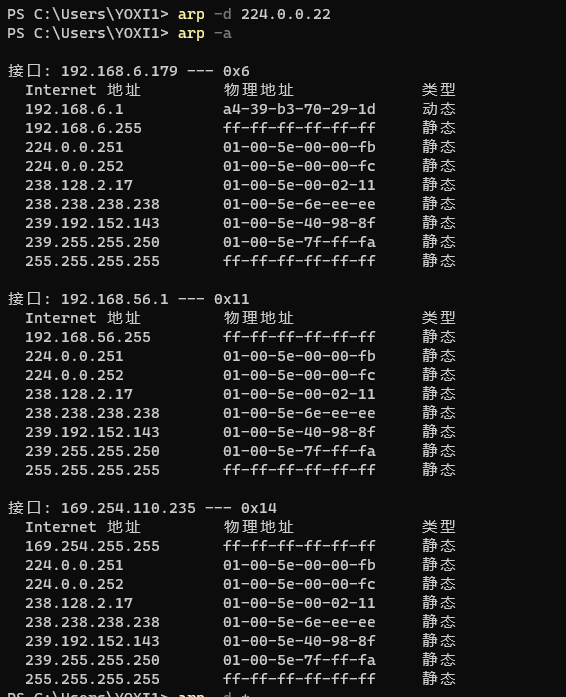 PS C:\Users\YOXI1> arp -d 224.0.0.22
PS C:\Users\YOXI1> arp -a
接口: 192.168.6.179 --- 0x6
Internet 地址 物理地址 类型
192.168.6.1 a4-39-b3-70-29-1d 动态
192.168.6.255 ff-ff-ff-ff-ff-ff 静态
224.0.0.251 01-00-5e-00-00-fb 静态
224.0.0.252 01-00-5e-00-00-fc 静态
238.128.2.17 01-00-5e-00-02-11 静态
238.238.238.238 01-00-5e-6e-ee-ee 静态
239.192.152.143 01-00-5e-40-98-8f 静态
239.255.255.250 01-00-5e-7f-ff-fa 静态
255.255.255.255 ff-ff-ff-ff-ff-ff 静态
接口: 192.168.56.1 --- 0x11
Internet 地址 物理地址 类型
192.168.56.255 ff-ff-ff-ff-ff-ff 静态
224.0.0.251 01-00-5e-00-00-fb 静态
224.0.0.252 01-00-5e-00-00-fc 静态
238.128.2.17 01-00-5e-00-02-11 静态
238.238.238.238 01-00-5e-6e-ee-ee 静态
239.192.152.143 01-00-5e-40-98-8f 静态
239.255.255.250 01-00-5e-7f-ff-fa 静态
255.255.255.255 ff-ff-ff-ff-ff-ff 静态
接口: 169.254.110.235 --- 0x14
Internet 地址 物理地址 类型
169.254.255.255 ff-ff-ff-ff-ff-ff 静态
224.0.0.251 01-00-5e-00-00-fb 静态
224.0.0.252 01-00-5e-00-00-fc 静态
238.128.2.17 01-00-5e-00-02-11 静态
238.238.238.238 01-00-5e-6e-ee-ee 静态
239.192.152.143 01-00-5e-40-98-8f 静态
239.255.255.250 01-00-5e-7f-ff-fa 静态
255.255.255.255 ff-ff-ff-ff-ff-ff 静态
PS C:\Users\YOXI1> arp -d *